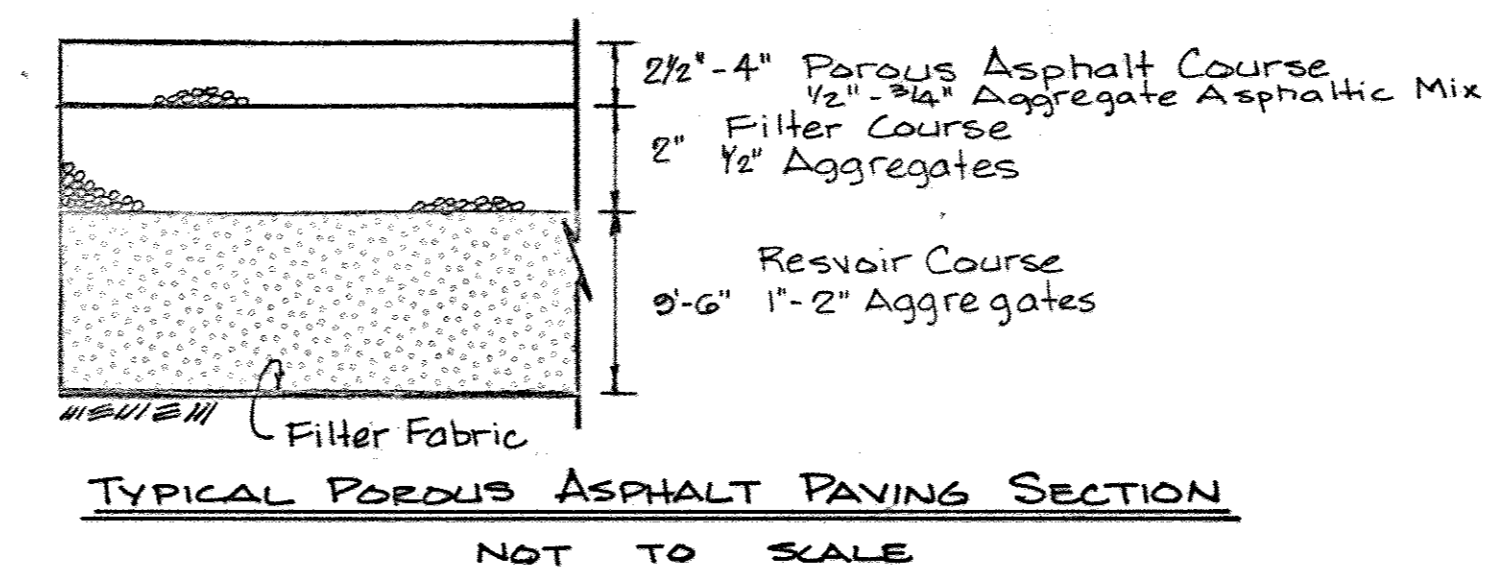 2½" - 4" Porous Asphalt Course
½" - ¾" Aggregate Asphaltic Mix
Filter Course
2" ½" Aggregates
Resvoir Course
9'-6" 1"-2" Aggregates
Filter Fabric
TYPICAL POROUS ASPHALT PAVING SECTION
NOT TO SCALE